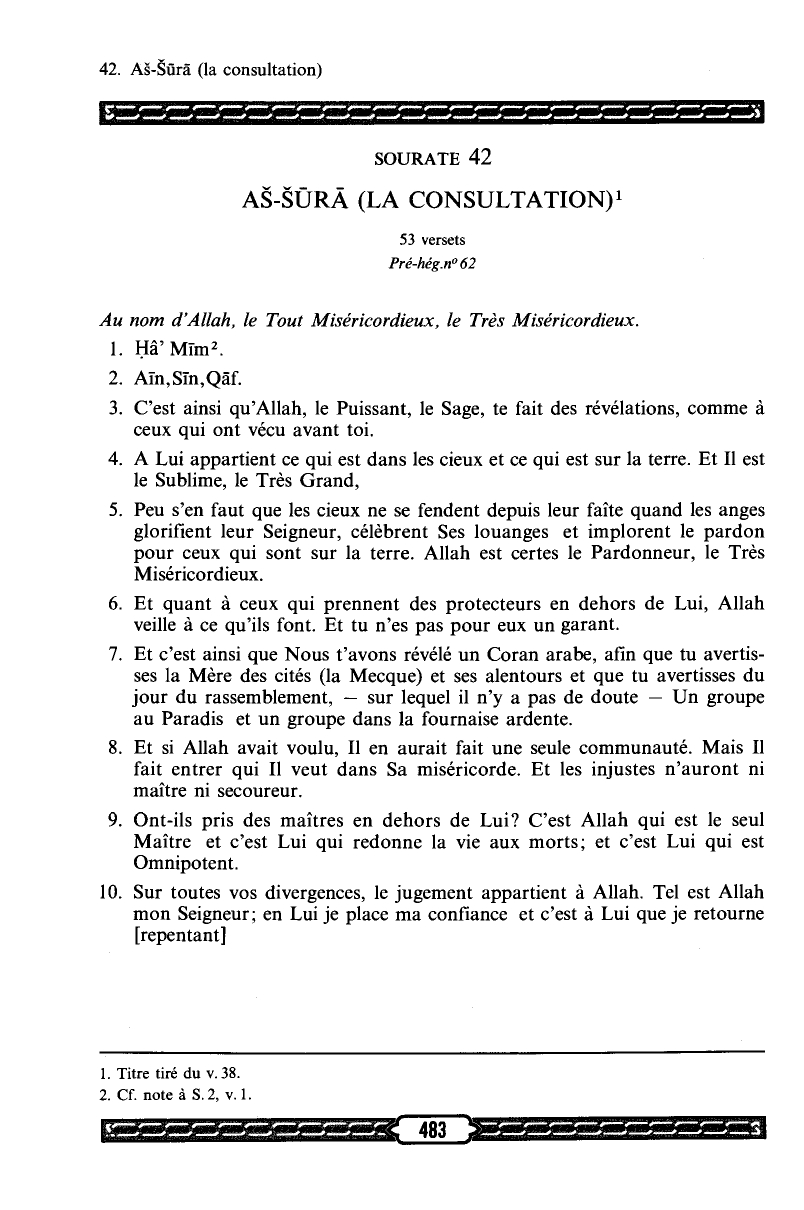 42. Aš-Šūrā (la consultation)
SOURATE 42
AŠ-ŠŪRĀ (LA CONSULTATION)¹
53 versets
Pré-hég.nº 62
Au nom d'Allah, le Tout Miséricordieux, le Très Miséricordieux.
1. Ḥâ' Mīm².
2. Aīn,Sīn,Qāf.
3. C'est ainsi qu'Allah, le Puissant, le Sage, te fait des révélations, comme à
ceux qui ont vécu avant toi.
4. A Lui appartient ce qui est dans les cieux et ce qui est sur la terre. Et Il est
le Sublime, le Très Grand,
5. Peu s'en faut que les cieux ne se fendent depuis leur faîte quand les anges
glorifient leur Seigneur, célèbrent Ses louanges et implorent le pardon
pour ceux qui sont sur la terre. Allah est certes le Pardonneur, le Très
Miséricordieux.
6. Et quant à ceux qui prennent des protecteurs en dehors de Lui, Allah
veille à ce qu'ils font. Et tu n'es pas pour eux un garant.
7. Et c'est ainsi que Nous t'avons révélé un Coran arabe, afin que tu avertis-
ses la Mère des cités (la Mecque) et ses alentours et que tu avertisses du
jour du rassemblement, — sur lequel il n'y a pas de doute — Un groupe
au Paradis et un groupe dans la fournaise ardente.
8. Et si Allah avait voulu, Il en aurait fait une seule communauté. Mais Il
fait entrer qui Il veut dans Sa miséricorde. Et les injustes n'auront ni
maître ni secoureur.
9. Ont-ils pris des maîtres en dehors de Lui? C'est Allah qui est le seul
Maître et c'est Lui qui redonne la vie aux morts; et c'est Lui qui est
Omnipotent.
10. Sur toutes vos divergences, le jugement appartient à Allah. Tel est Allah
mon Seigneur; en Lui je place ma confiance et c'est à Lui que je retourne
[repentant]
1. Titre tiré du v. 38.
2. Cf. note à S. 2, v. 1.
483